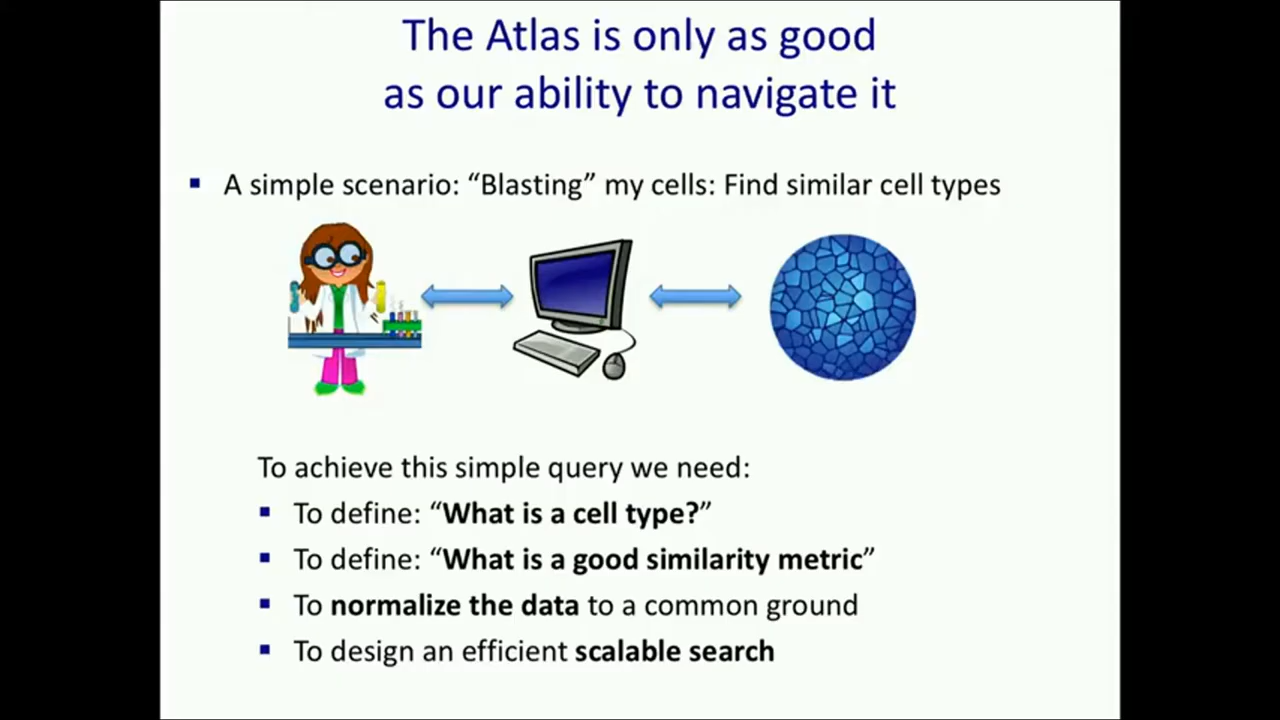 The Atlas is only as good
as our ability to navigate it
▪ A simple scenario: “Blasting” my cells: Find similar cell types
To achieve this simple query we need:
▪ To define: “What is a cell type?”
▪ To define: “What is a good similarity metric”
▪ To normalize the data to a common ground
▪ To design an efficient scalable search